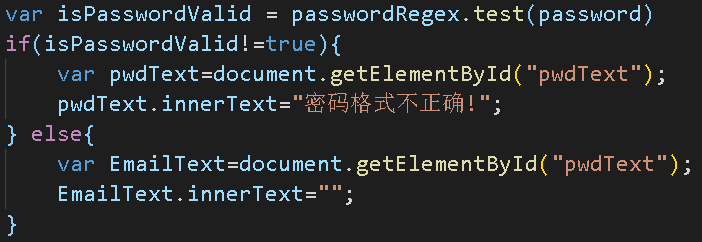 var isPasswordValid = passwordRegex.test(password)
if(isPasswordValid!=true){
    var pwdText=document.getElementById("pwdText");
    pwdText.innerText="密码格式不正确!";
} else{
    var EmailText=document.getElementById("pwdText");
    EmailText.innerText="";
}